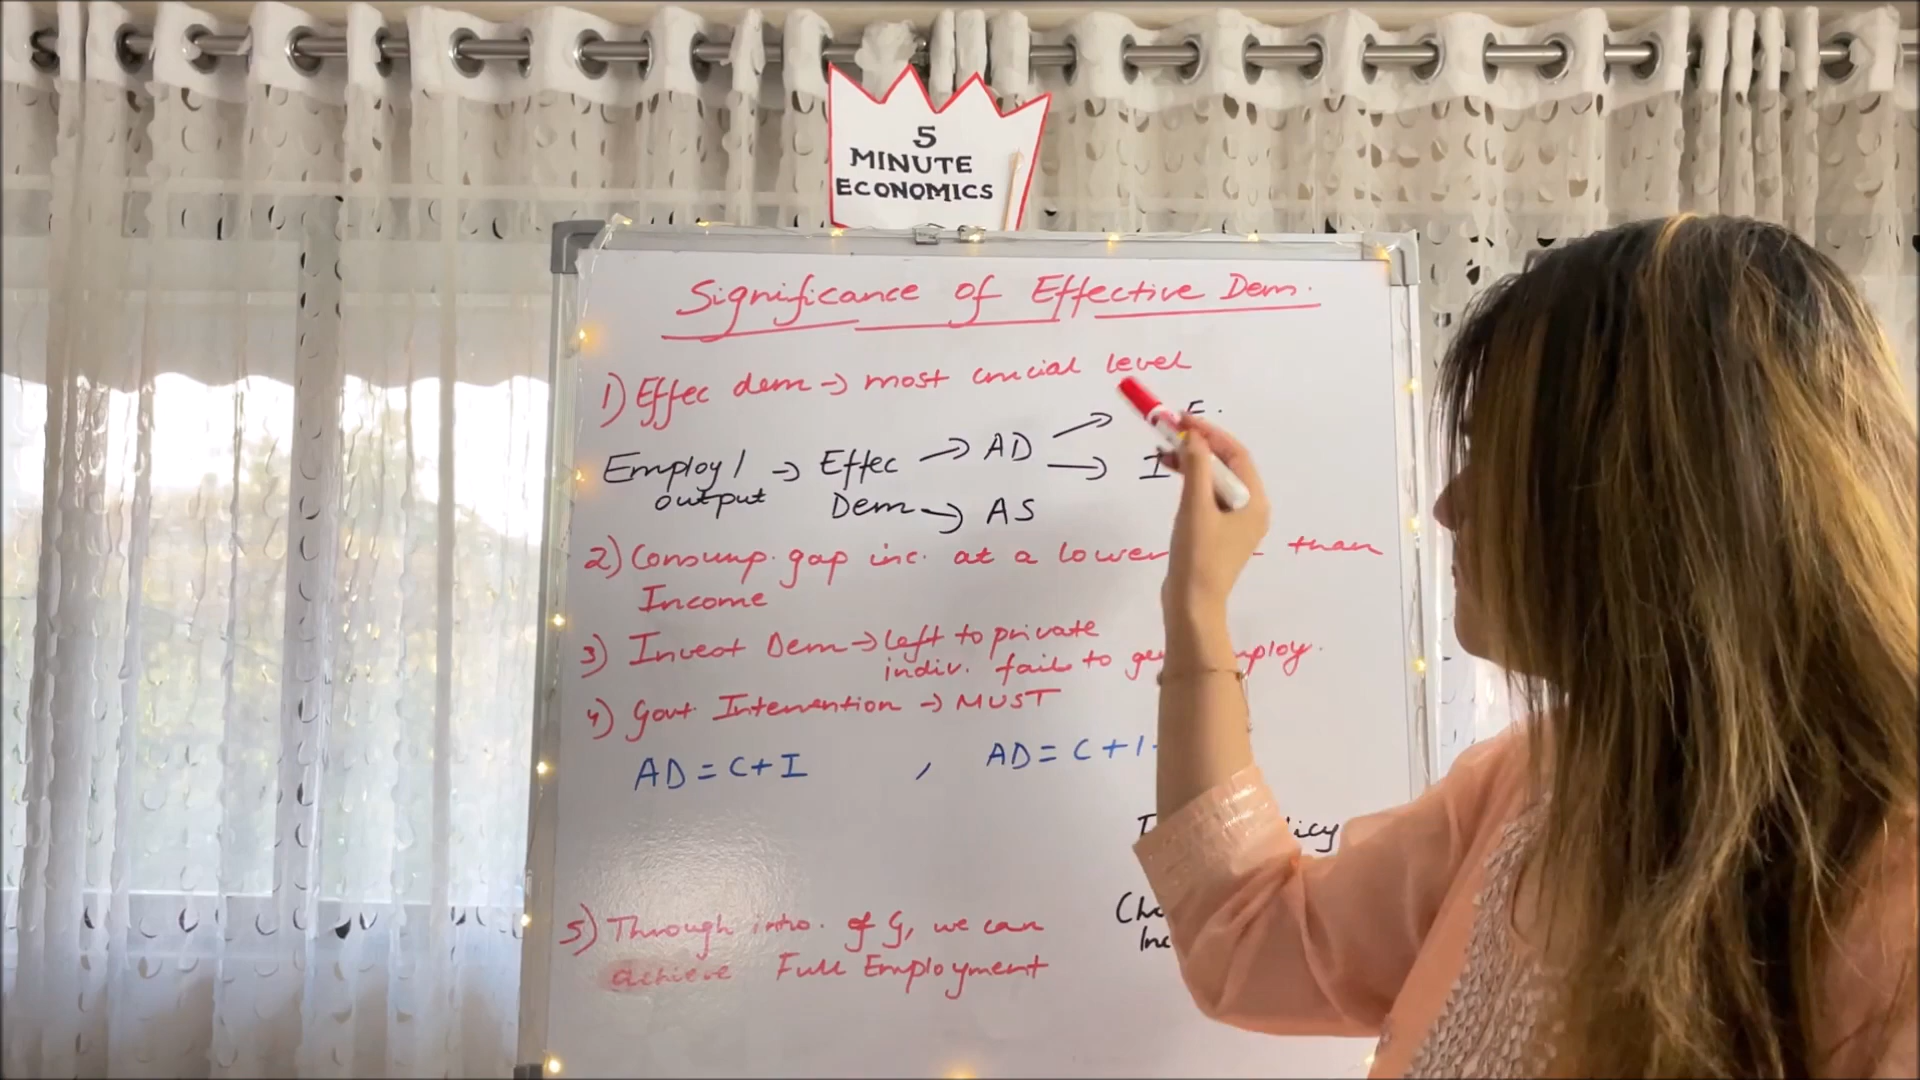 5
MINUTE
ECONOMICS
Significance of Effective Dem.
1) Effec dem → most crucial level
Employ/ → Effec → AD → E.
output Dem → AS → I
2) Consump. gap inc. at a lower than
Income
3) Invest Dem → left to private
indiv. fail to employ.
4) Govt Intervention → MUST
AD = C+I , AD = C+I
5) Through intro. of G, we can
achieve Full Employment